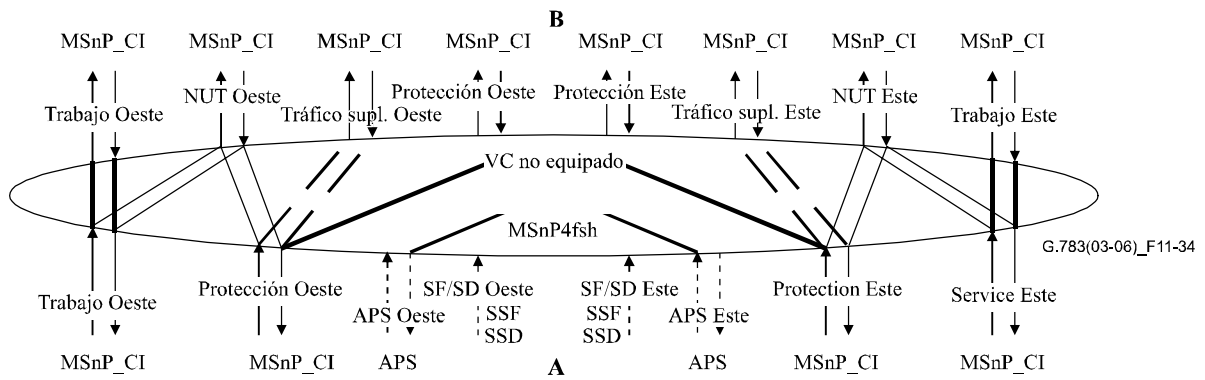 B
MSnP_CI MSnP_CI MSnP_CI MSnP_CI MSnP_CI MSnP_CI MSnP_CI MSnP_CI
Trabajo Oeste NUT Oeste Tráfico supl. Oeste Protección Oeste Protección Este Tráfico supl. Este NUT Este Trabajo Este
VC no equipado
MSnP4fsh
G.783(03-06)_F11-34
Trabajo Oeste Protección Oeste APS Oeste SF/SD Oeste SF/SD Este APS Este Protection Este Service Este
SSF SSF
SSD SSD
MSnP_CI MSnP_CI APS APS MSnP_CI MSnP_CI
A